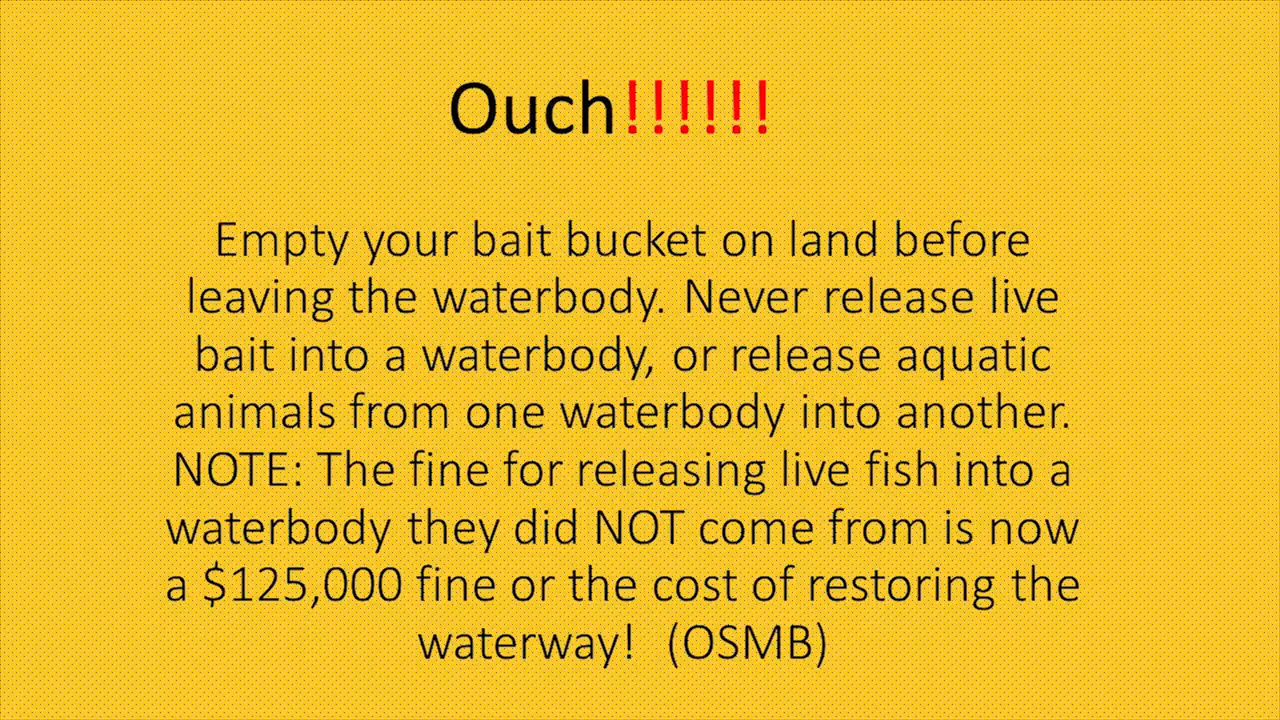 Ouch!!!!!!
Empty your bait bucket on land before
leaving the waterbody. Never release live
bait into a waterbody, or release aquatic
animals from one waterbody into another.
NOTE: The fine for releasing live fish into a
waterbody they did NOT come from is now
a $125,000 fine or the cost of restoring the
waterway!  (OSMB)